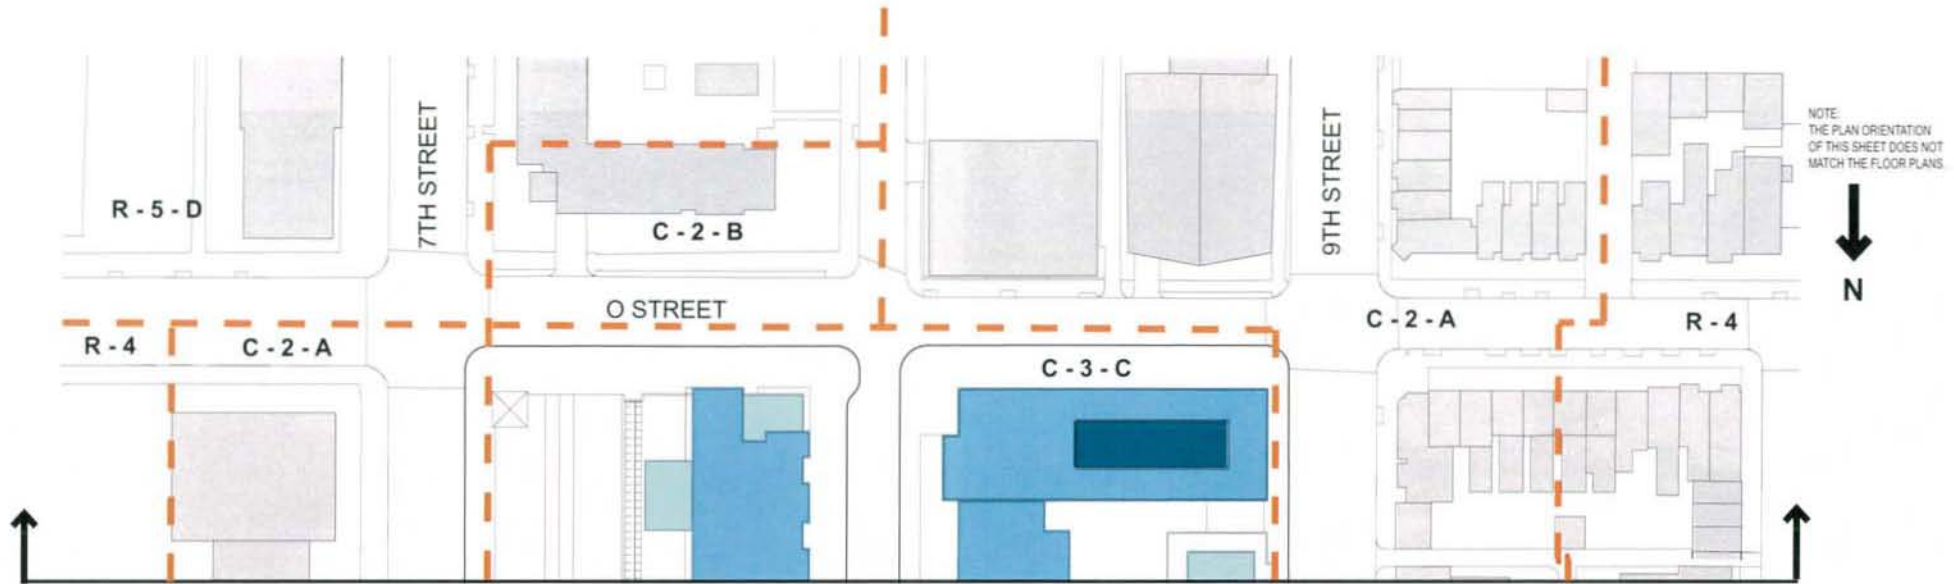 NOTE:
THE PLAN ORIENTATION
OF THIS SHEET DOES NOT
MATCH THE FLOOR PLANS.
7TH STREET
9TH STREET
R - 5 - D
C - 2 - B
N
O STREET
C - 2 - A
R - 4
R - 4
C - 2 - A
C - 3 - C